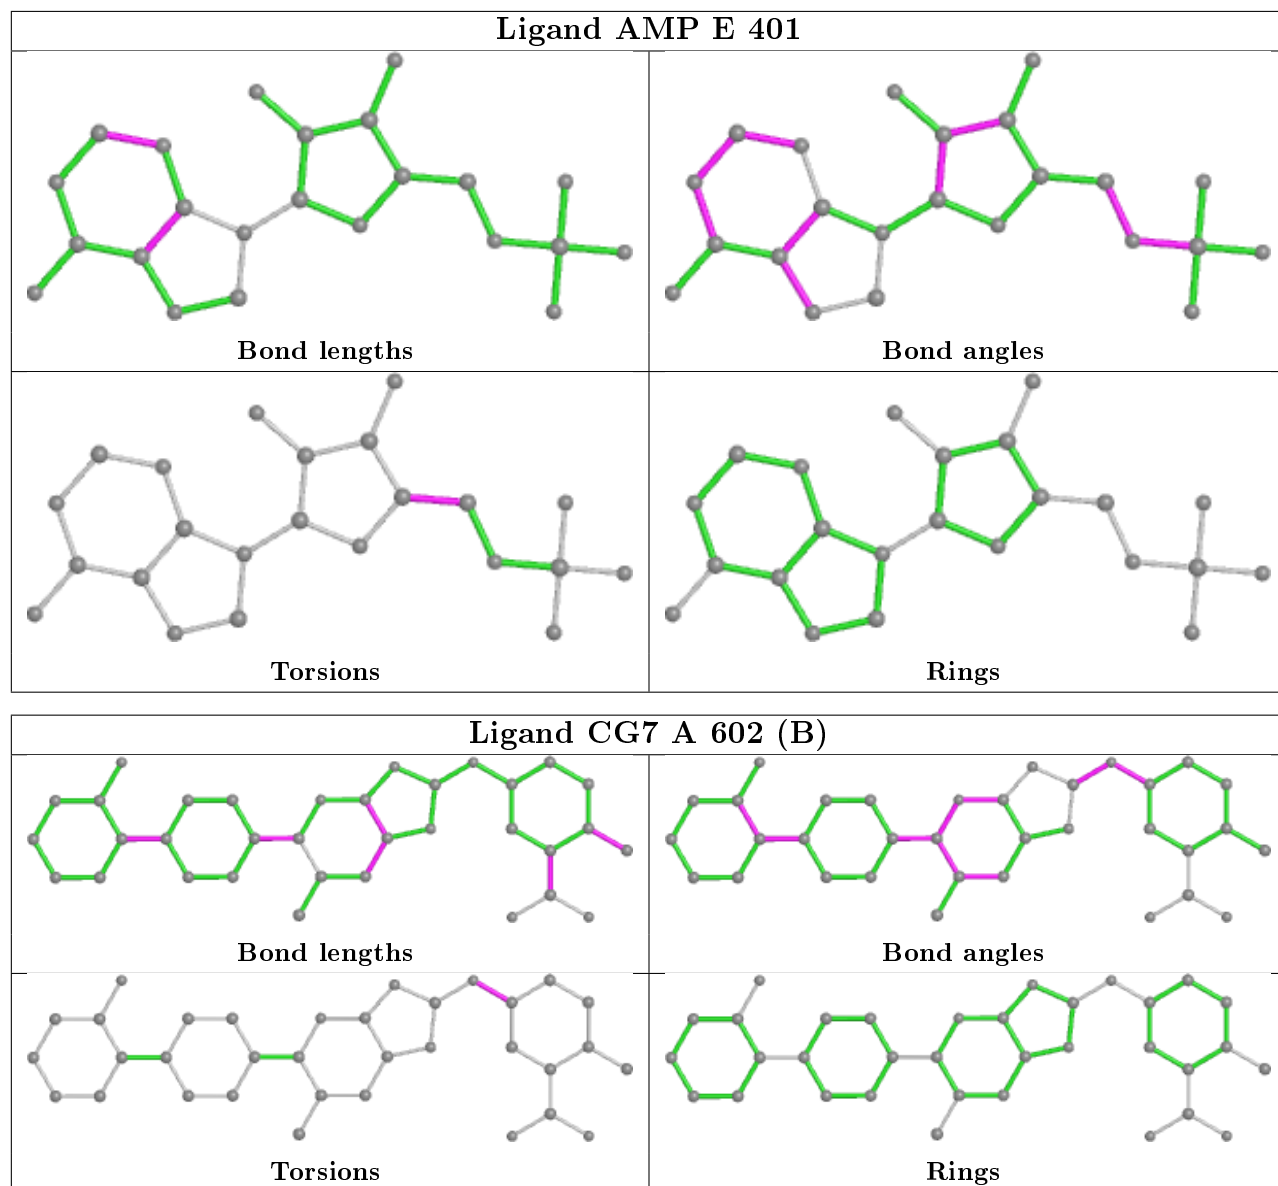 Ligand AMP E 401
Bond lengths
Bond angles
Torsions
Rings
Ligand CG7 A 602 (B)
Bond lengths
Bond angles
Torsions
Rings